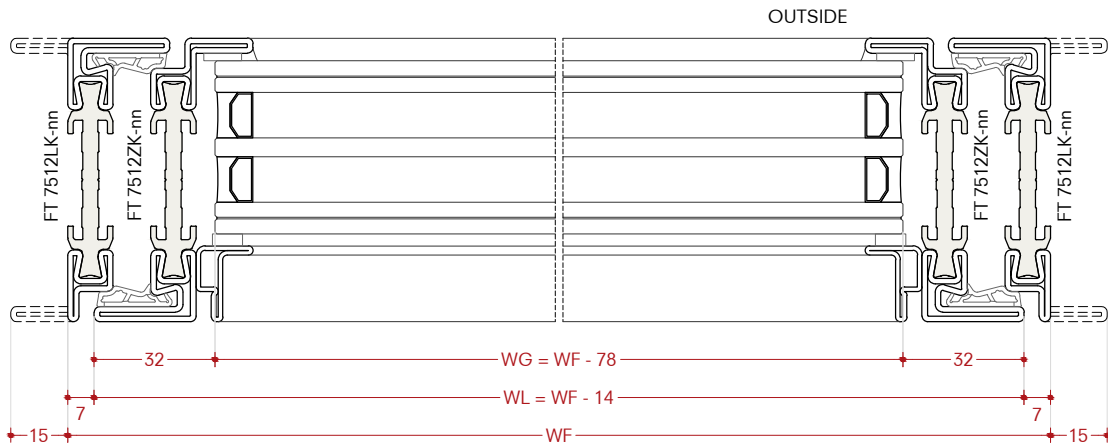 OUTSIDE
FT 7512LK-nn
FT 7512ZK-nn
FT 7512ZK-nn
FT 7512LK-nn
32
WG = WF - 78
32
7
WL = WF - 14
7
15
WF
15